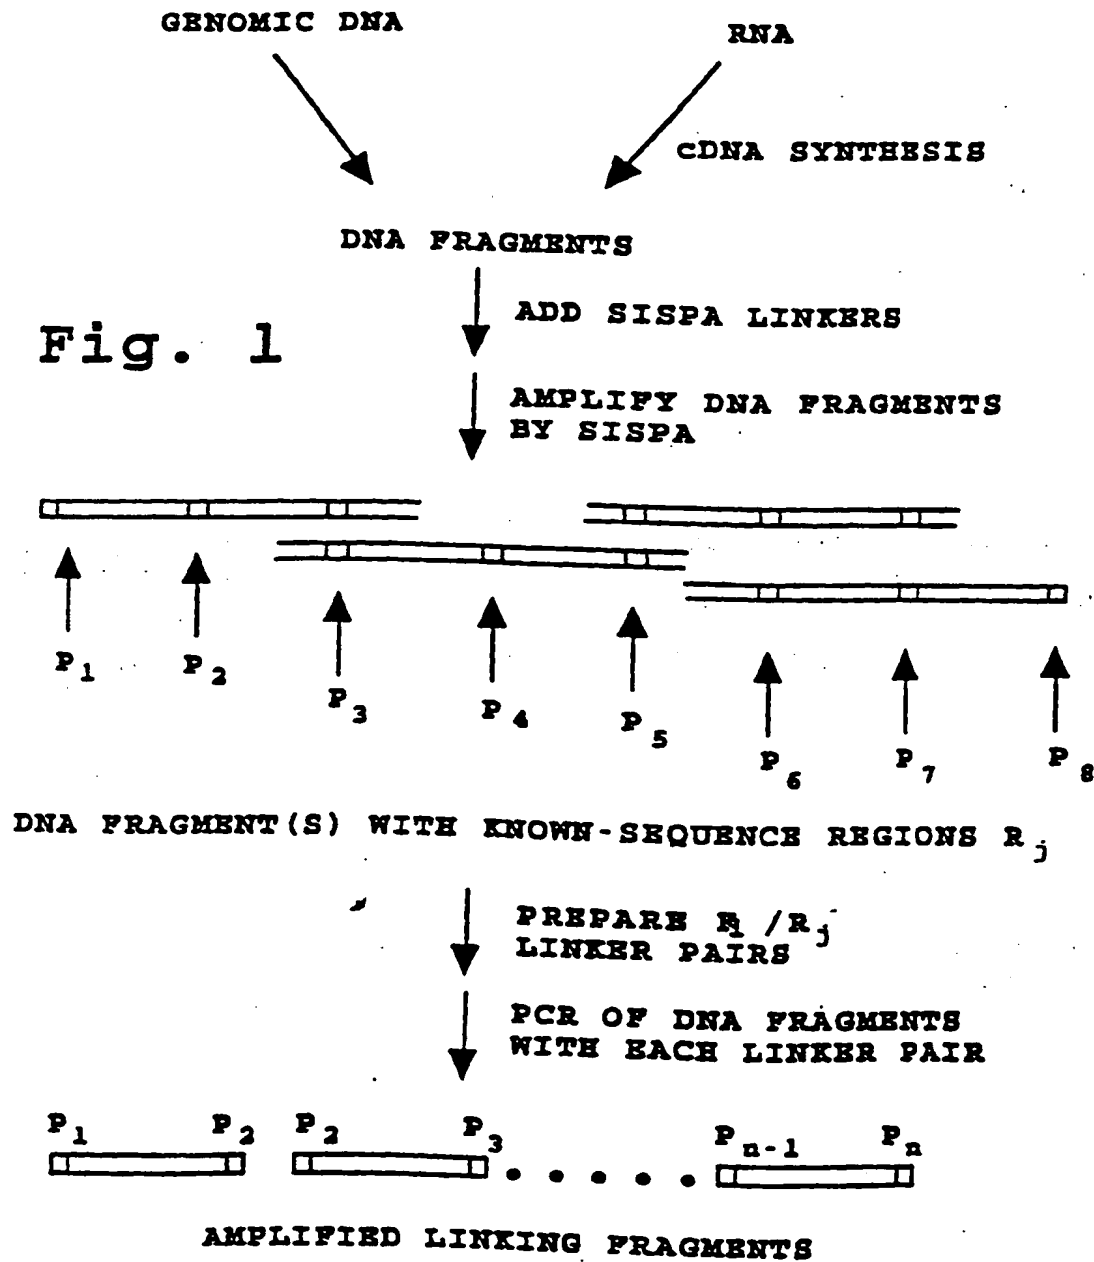 GENOMIC DNA
RNA
cDNA SYNTHESIS
DNA FRAGMENTS
ADD SISPA LINKERS
Fig. 1
AMPLIFY DNA FRAGMENTS
BY SISPA
P1 P2 P3 P4 P5 P6 P7 P8
DNA FRAGMENT(S) WITH KNOWN-SEQUENCE REGIONS Rj
PREPARE /Rj
LINKER PAIRS
PCR OF DNA FRAGMENTS
WITH EACH LINKER PAIR
P1 P2 P2 P3 Pn-1 Pn
AMPLIFIED LINKING FRAGMENTS